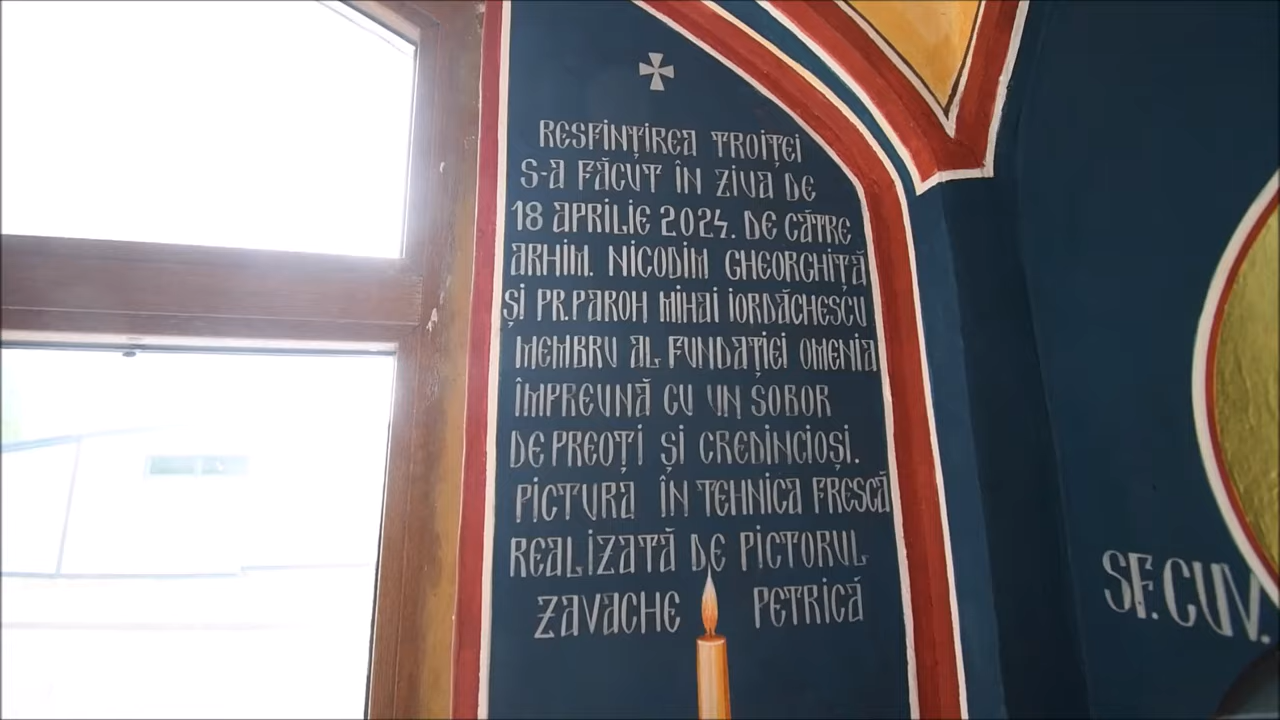 RESFINȚIREA TROIȚEI
S-A FĂCUT ÎN ZIUA DE
18 APRILIE 2024. DE CĂTRE
ARHIM. NICODIM GHEORGHIȚĂ
ȘI PR. PAROH MIHAI IORDĂCHESCU
MEMBRU AL FUNDAȚIEI OMENIA
ÎMPREUNĂ CU UN SOBOR
DE PREOȚI ȘI CREDINCIOȘI.
PICTURA ÎN TEHNICA FRESCĂ
REALIZATĂ DE PICTORUL
ZAVACHE PETRICĂ
SF. CUV.